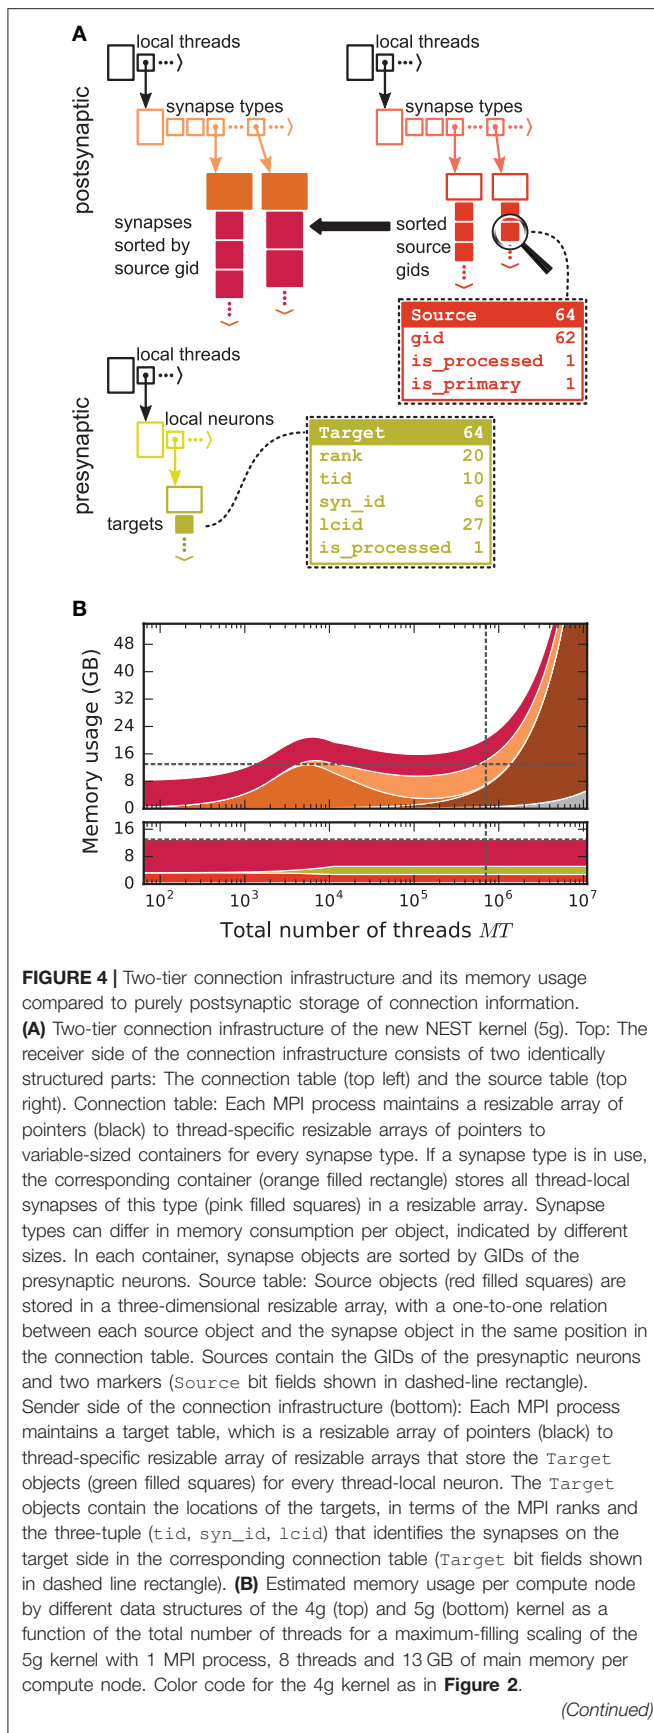 A
local threads
local threads
synapse types
synapse types
postsynaptic
synapses
sorted by
source gid
sorted
source
gids
Source 64
gid 62
is_processed 1
is_primary 1
local threads
presynaptic
local neurons
targets
Target 64
rank 20
tid 10
syn_id 6
lcid 27
is_processed 1
B
Memory usage (GB)
48
40
32
24
16
8
0
16
8
0
10^2 10^3 10^4 10^5 10^6 10^7
Total number of threads MT
FIGURE 4 | Two-tier connection infrastructure and its memory usage
compared to purely postsynaptic storage of connection information.
(A) Two-tier connection infrastructure of the new NEST kernel (5g). Top: The
receiver side of the connection infrastructure consists of two identically
structured parts: The connection table (top left) and the source table (top
right). Connection table: Each MPI process maintains a resizable array of
pointers (black) to thread-specific resizable arrays of pointers to
variable-sized containers for every synapse type. If a synapse type is in use,
the corresponding container (orange filled rectangle) stores all thread-local
synapses of this type (pink filled squares) in a resizable array. Synapse
types can differ in memory consumption per object, indicated by different
sizes. In each container, synapse objects are sorted by GIDs of the
presynaptic neurons. Source table: Source objects (red filled squares) are
stored in a three-dimensional resizable array, with a one-to-one relation
between each source object and the synapse object in the same position in
the connection table. Sources contain the GIDs of the presynaptic neurons
and two markers (Source bit fields shown in dashed-line rectangle).
Sender side of the connection infrastructure (bottom): Each MPI process
maintains a target table, which is a resizable array of pointers (black) to
thread-specific resizable array of resizable arrays that store the Target
objects (green filled squares) for every thread-local neuron. The Target
objects contain the locations of the targets, in terms of the MPI ranks and
the three-tuple (tid, syn_id, lcid) that identifies the synapses on the
target side in the corresponding connection table (Target bit fields shown
in dashed line rectangle). (B) Estimated memory usage per compute node
by different data structures of the 4g (top) and 5g (bottom) kernel as a
function of the total number of threads for a maximum-filling scaling of the
5g kernel with 1 MPI process, 8 threads and 13 GB of main memory per
compute node. Color code for the 4g kernel as in Figure 2.
(Continued)